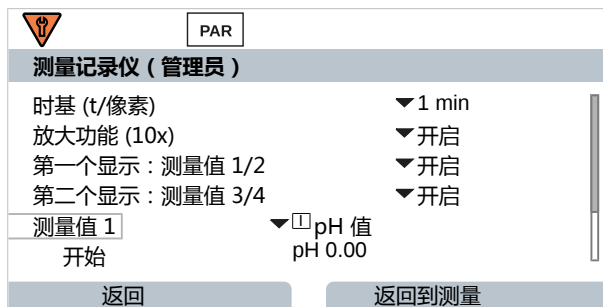 PAR
测量记录仪 ( 管理员 )
时基 (t/像素) 1 min
放大功能 (10x) 开启
第一个显示 : 测量值 1/2 开启
第二个显示 : 测量值 3/4 开启
测量值 1 I pH 值
开始 pH 0.00
返回 返回到测量